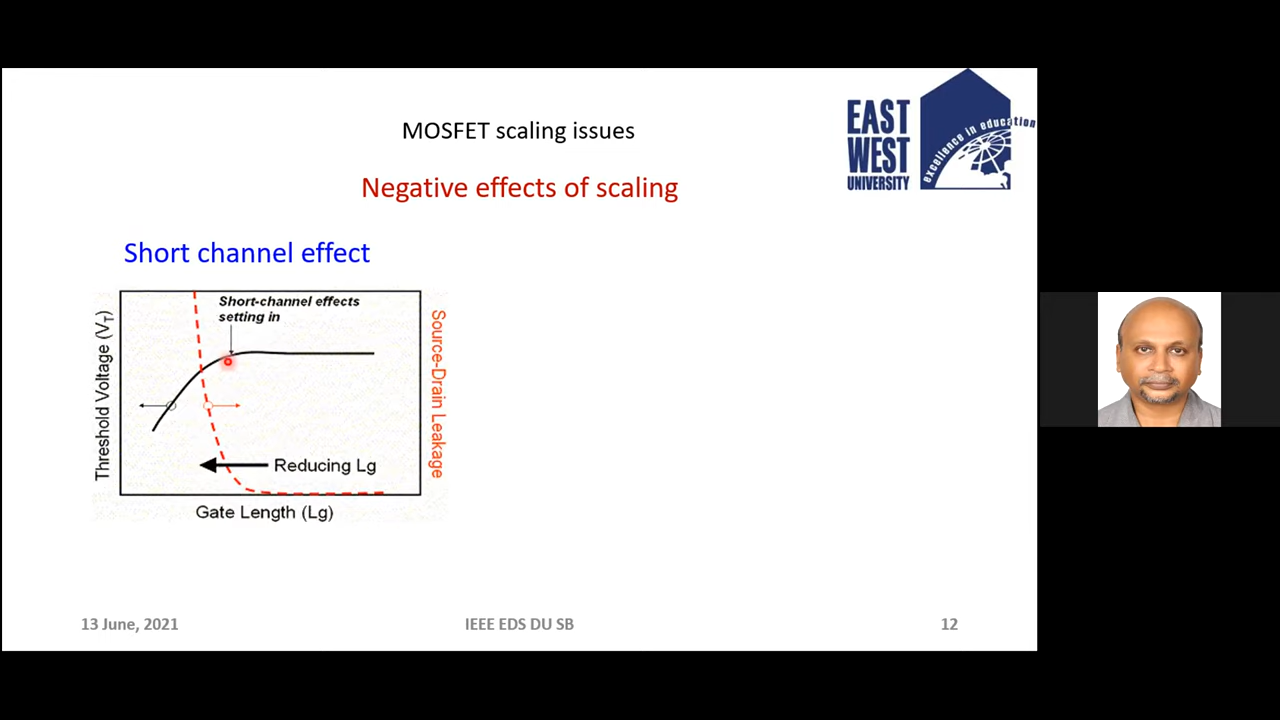 MOSFET scaling issues
EAST
WEST
UNIVERSITY
excellence in education
Negative effects of scaling
Short channel effect
Short-channel effects
setting in
Threshold Voltage (VT)
Source-Drain Leakage
Reducing Lg
Gate Length (Lg)
13 June, 2021
IEEE EDS DU SB
12